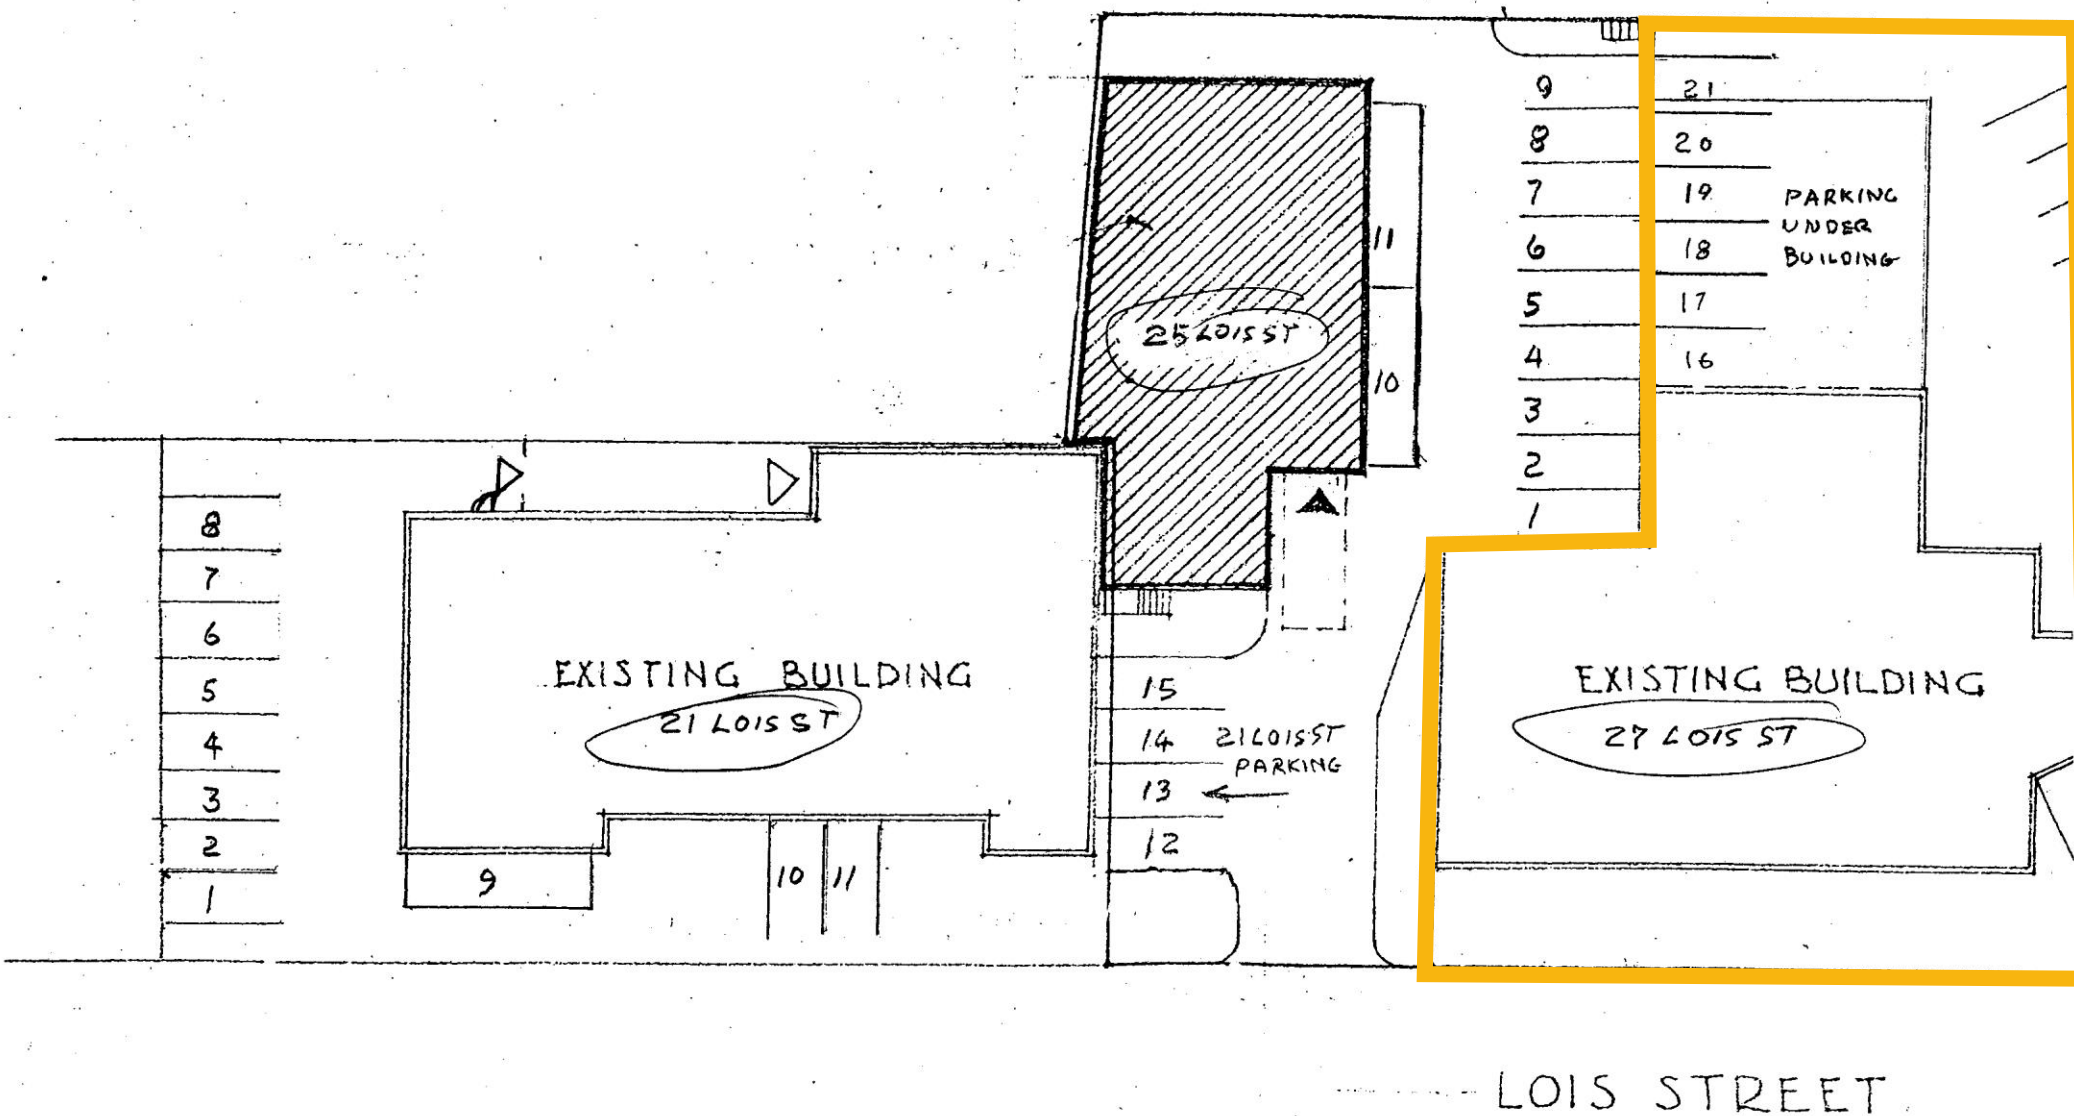 9
8
7
6
5
4
3
2
1
21
20
19
18
17
16
PARKING
UNDER
BUILDING
11
10
25 LOIS ST
8
7
6
5
4
3
2
1
EXISTING BUILDING
21 LOIS ST
9
10
11
15
14
13
12
21 LOIS ST
PARKING
EXISTING BUILDING
27 LOIS ST
LOIS STREET